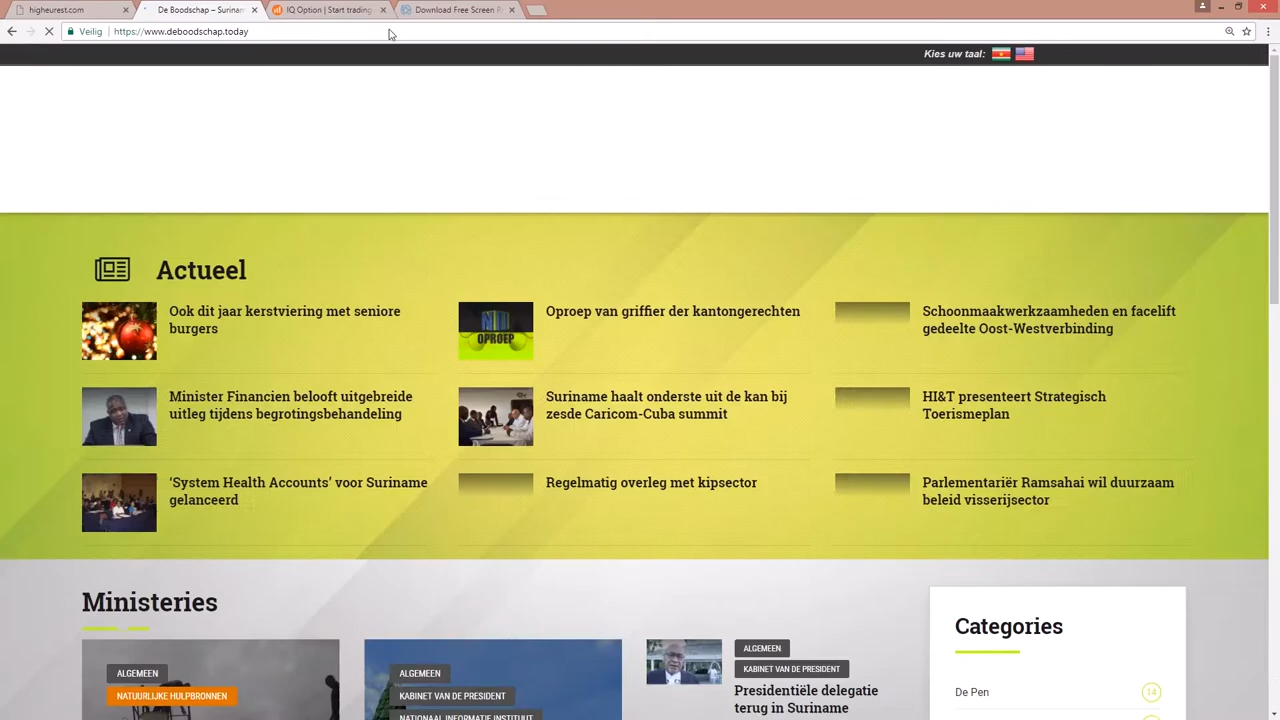 higheurest.com
De Boodschap – Surinam
IQ Option | Start trading
Download Free Screen R
Veilig
https://www.deboodschap.today
Kies uw taal:
Actueel
Ook dit jaar kerstviering met seniore
burgers
Oproep van griffier der kantongerechten
OPROEP
Schoonmaakwerkzaamheden en facelift
gedeelte Oost-Westverbinding
Minister Financien belooft uitgebreide
uitleg tijdens begrotingsbehandeling
Suriname haalt onderste uit de kan bij
zesde Caricom-Cuba summit
HI&T presenteert Strategisch
Toerismeplan
‘System Health Accounts’ voor Suriname
gelanceerd
Regelmatig overleg met kipsector
Parlementariër Ramsahai wil duurzaam
beleid visserijsector
Ministeries
ALGEMEEN
NATUURLIJKE HULPBRONNEN
ALGEMEEN
KABINET VAN DE PRESIDENT
NATIONAAL INFORMATIE INSTITUUT
ALGEMEEN
KABINET VAN DE PRESIDENT
Presidentiële delegatie
terug in Suriname
Categories
De Pen
14